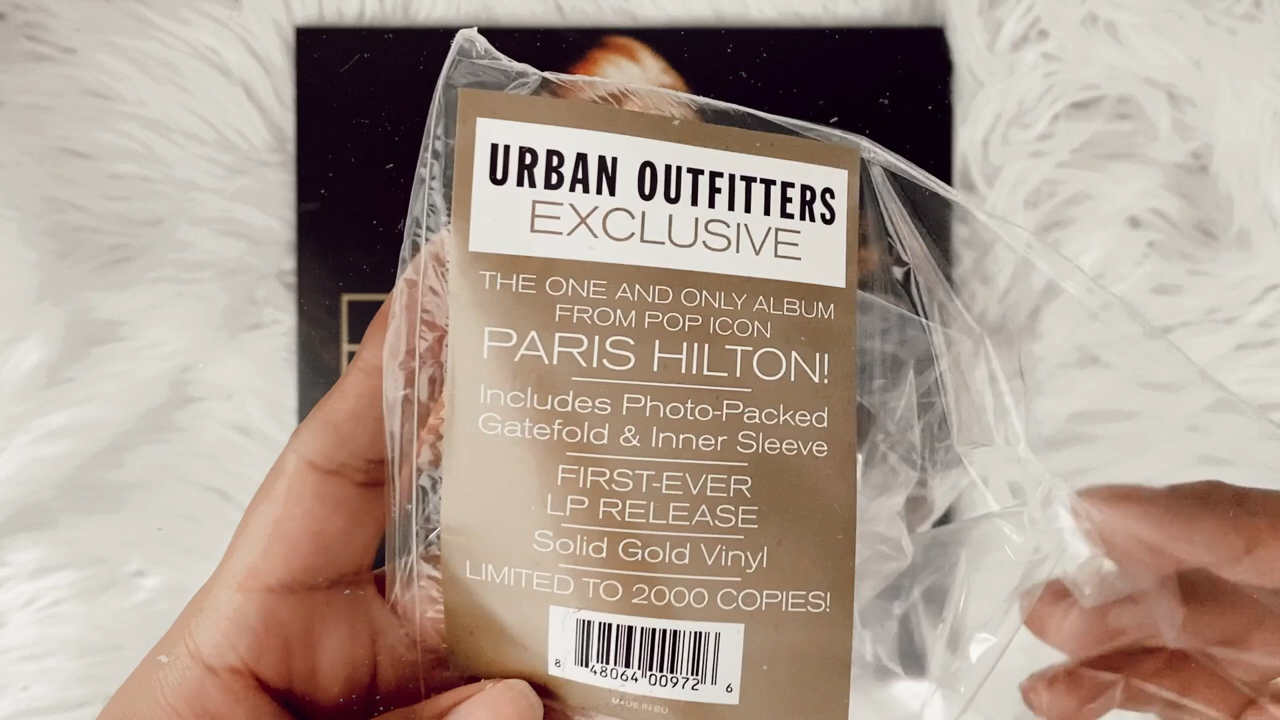 URBAN OUTFITTERS
EXCLUSIVE
THE ONE AND ONLY ALBUM
FROM POP ICON
PARIS HILTON!
Includes Photo-Packed
Gatefold & Inner Sleeve
FIRST-EVER
LP RELEASE
Solid Gold Vinyl
LIMITED TO 2000 COPIES!
8 48064 00972 6
MADE IN EU